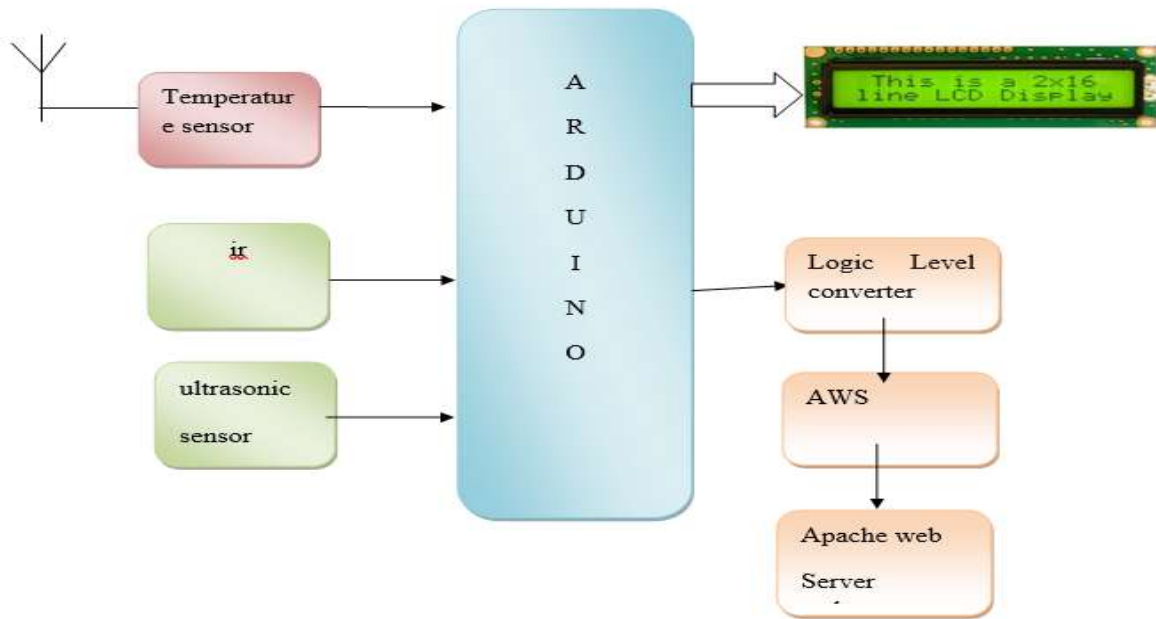 Temperatur
e sensor
ir
ultrasonic
sensor
A
R
D
U
I
N
O
This is a 2x16
line LCD Display
Logic Level
converter
AWS
Apache web
Server